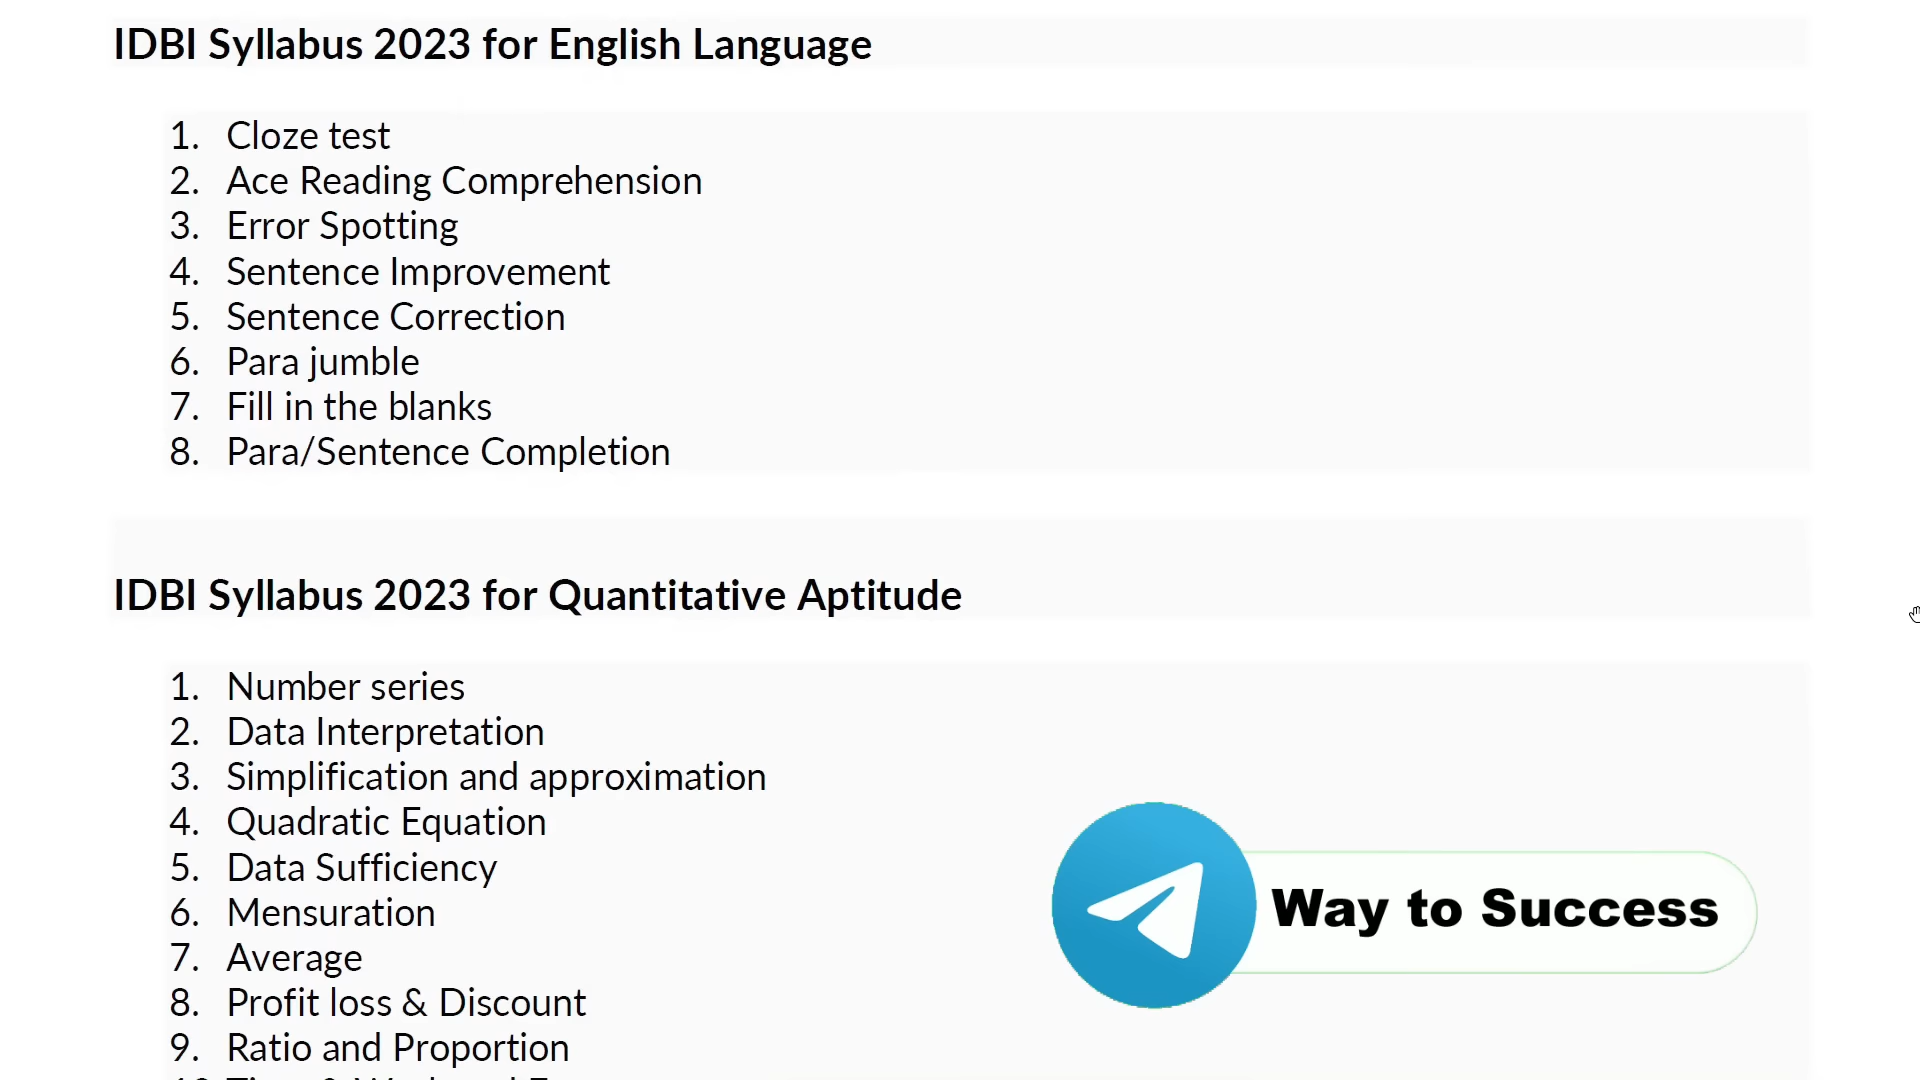 IDBI Syllabus 2023 for English Language
1. Cloze test
2. Ace Reading Comprehension
3. Error Spotting
4. Sentence Improvement
5. Sentence Correction
6. Para jumble
7. Fill in the blanks
8. Para/Sentence Completion
IDBI Syllabus 2023 for Quantitative Aptitude
1. Number series
2. Data Interpretation
3. Simplification and approximation
4. Quadratic Equation
5. Data Sufficiency
6. Mensuration
7. Average
8. Profit loss & Discount
9. Ratio and Proportion
Way to Success